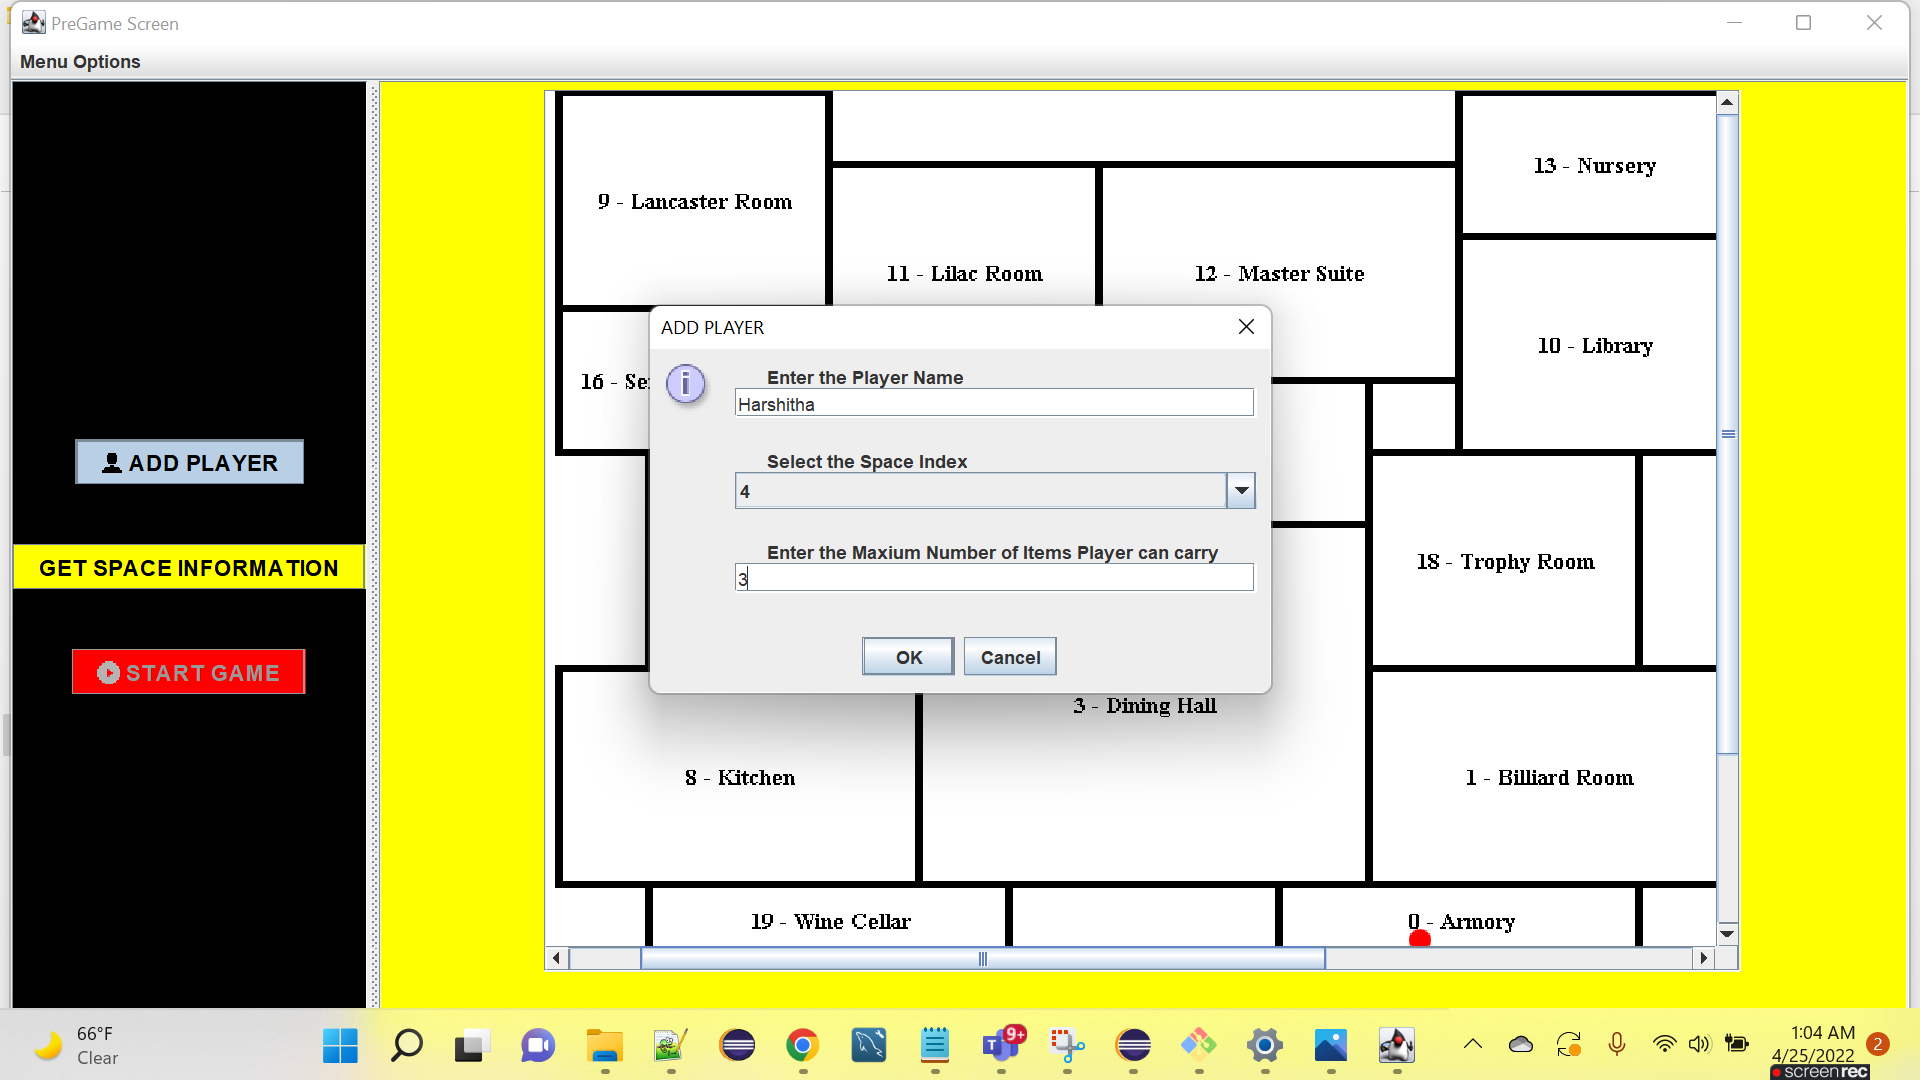 PreGame Screen
Menu Options
ADD PLAYER
GET SPACE INFORMATION
START GAME
13 - Nursery
9 - Lancaster Room
11 - Lilac Room
12 - Master Suite
10 - Library
16 - Se
ADD PLAYER
Enter the Player Name
Harshitha
Select the Space Index
4
Enter the Maxium Number of Items Player can carry
3
OK
Cancel
18 - Trophy Room
3 - Dining Hall
8 - Kitchen
1 - Billiard Room
19 - Wine Cellar
0 - Armory
66°F
Clear
9+
1:04 AM
4/25/2022
2
screenrec